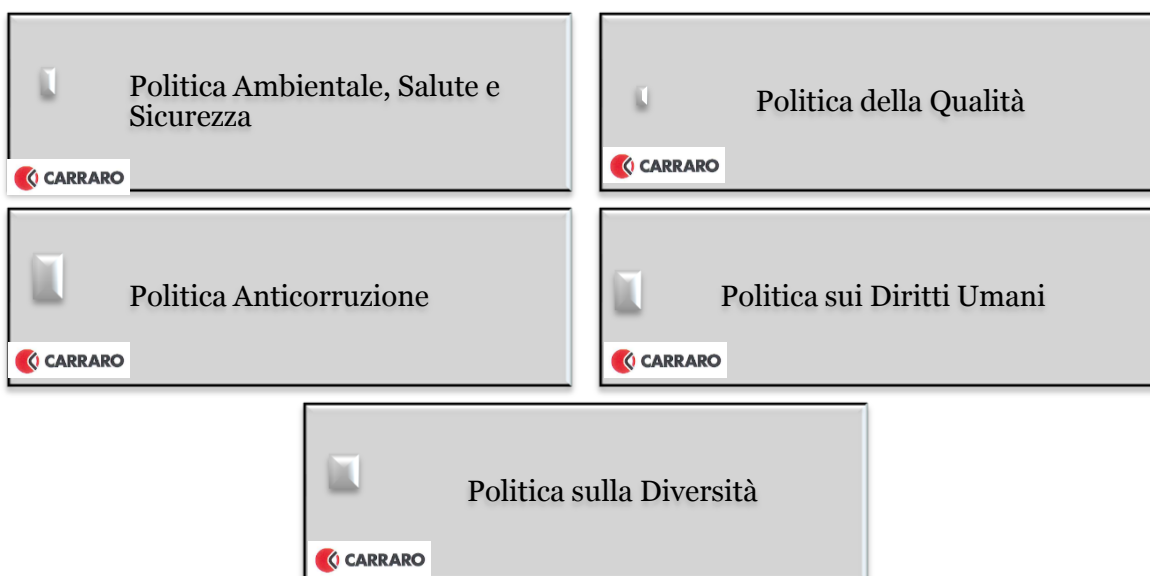 Politica Ambientale, Salute e
Sicurezza
CARRARO
Politica della Qualità
CARRARO
Politica Anticorruzione
CARRARO
Politica sui Diritti Umani
CARRARO
Politica sulla Diversità
CARRARO